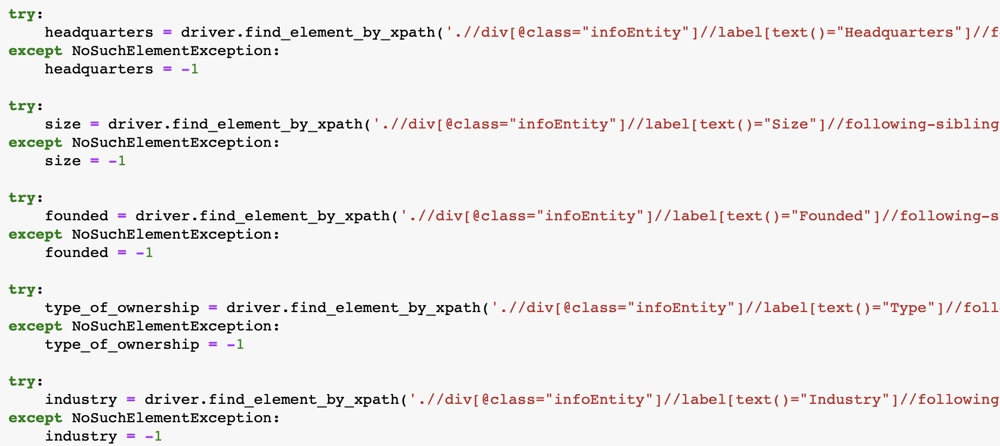 try:
    headquarters = driver.find_element_by_xpath('.//div[@class="infoEntity"]//label[text()="Headquarters"]//f
except NoSuchElementException:
    headquarters = -1
try:
    size = driver.find_element_by_xpath('.//div[@class="infoEntity"]//label[text()="Size"]//following-sibling
except NoSuchElementException:
    size = -1
try:
    founded = driver.find_element_by_xpath('.//div[@class="infoEntity"]//label[text()="Founded"]//following-s
except NoSuchElementException:
    founded = -1
try:
    type_of_ownership = driver.find_element_by_xpath('.//div[@class="infoEntity"]//label[text()="Type"]//foll
except NoSuchElementException:
    type_of_ownership = -1
try:
    industry = driver.find_element_by_xpath('.//div[@class="infoEntity"]//label[text()="Industry"]//following
except NoSuchElementException:
    industry = -1